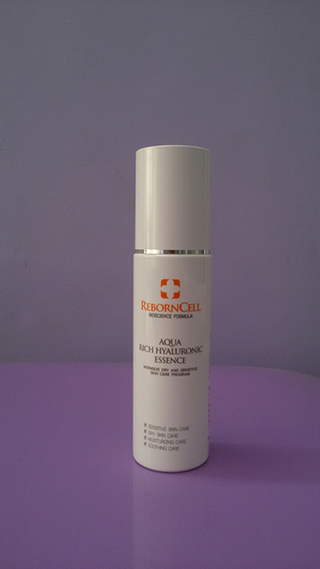 REBORNCELL
BIOSCIENCE FORMULA
AQUA
RICH HYALURONIC
ESSENCE
INTENSIVE DRY AND SENSITIVE
SKIN CARE PROGRAM
SENSITIVE SKIN CARE
DRY SKIN CARE
MOISTURIZING CARE
SOOTHING CARE